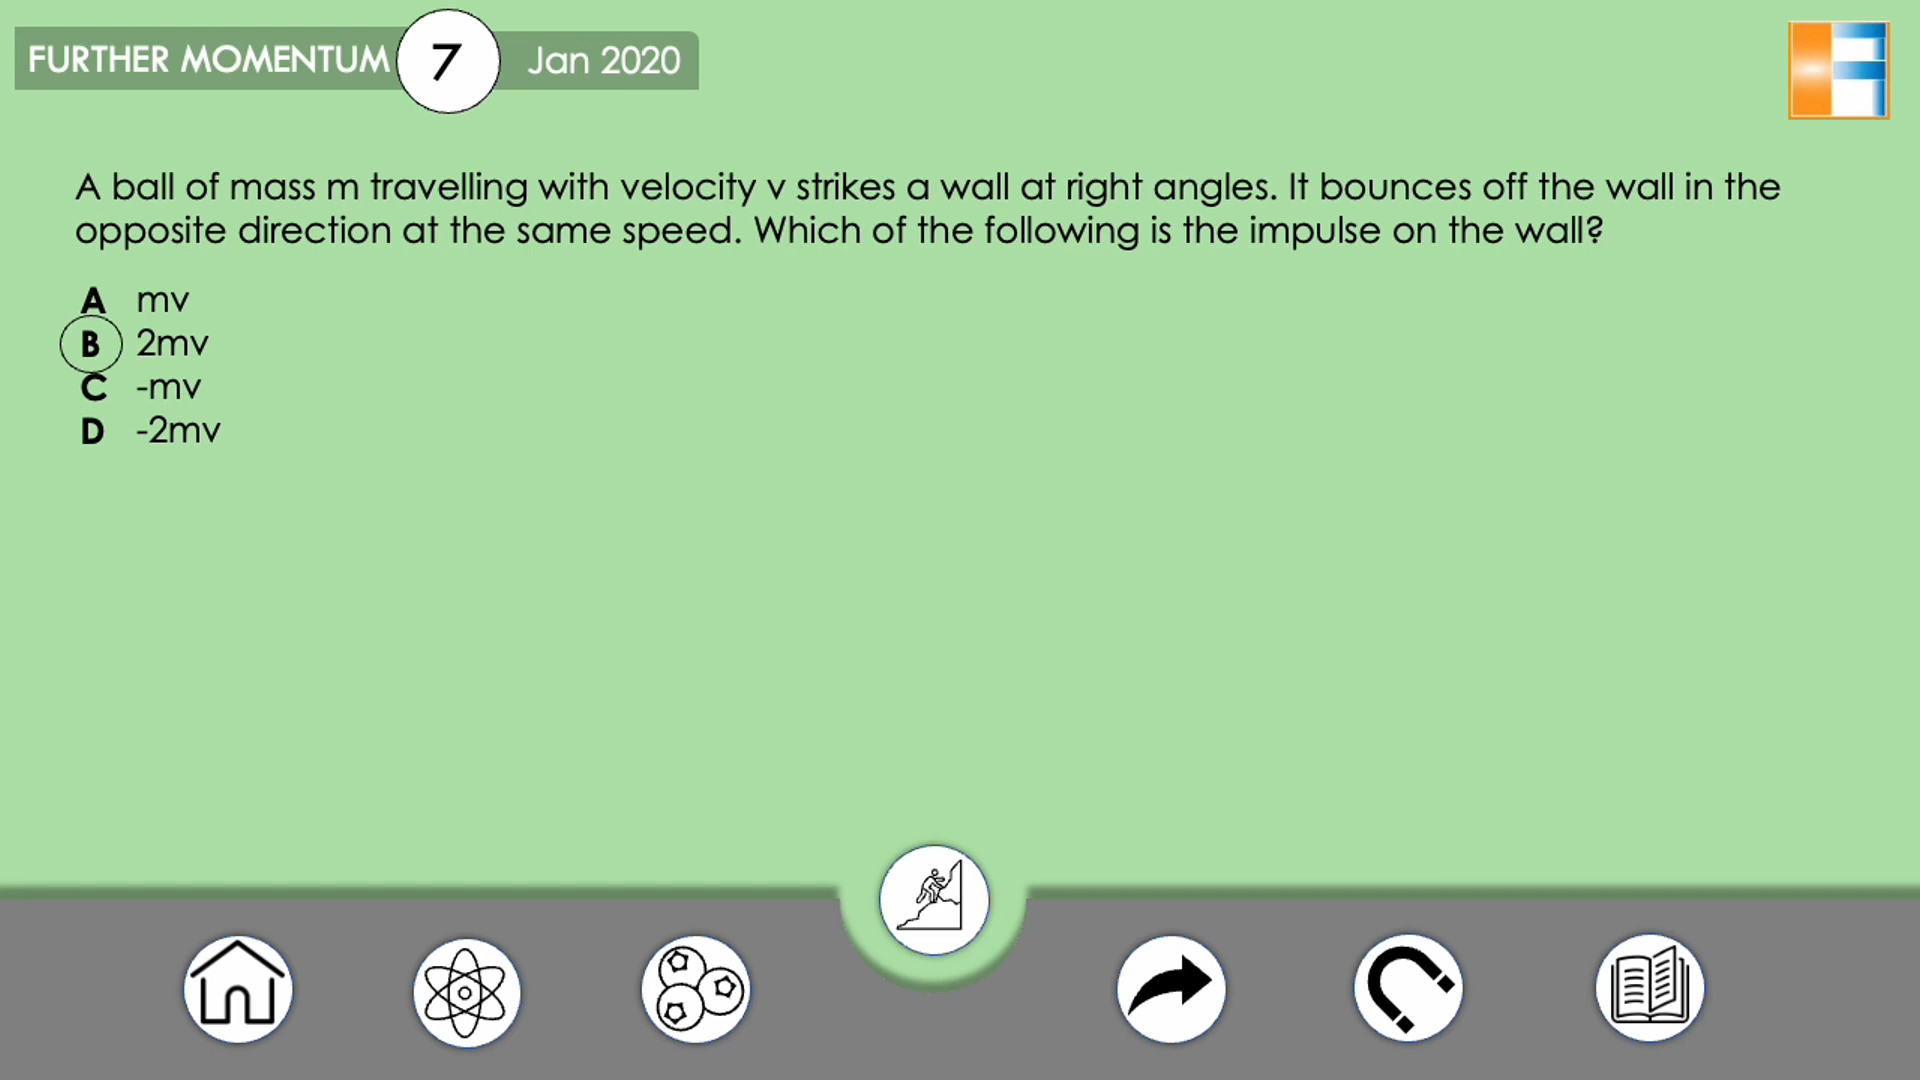 FURTHER MOMENTUM 7 Jan 2020
A ball of mass m travelling with velocity v strikes a wall at right angles. It bounces off the wall in the
opposite direction at the same speed. Which of the following is the impulse on the wall?
A mv
B 2mv
C -mv
D -2mv